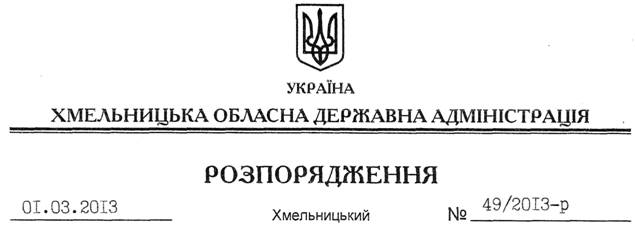 УКРАЇНА
ХМЕЛЬНИЦЬКА ОБЛАСНА ДЕРЖАВНА АДМІНІСТРАЦІЯ
РОЗПОРЯДЖЕННЯ
01.03.2013 Хмельницький № 49/2013-р